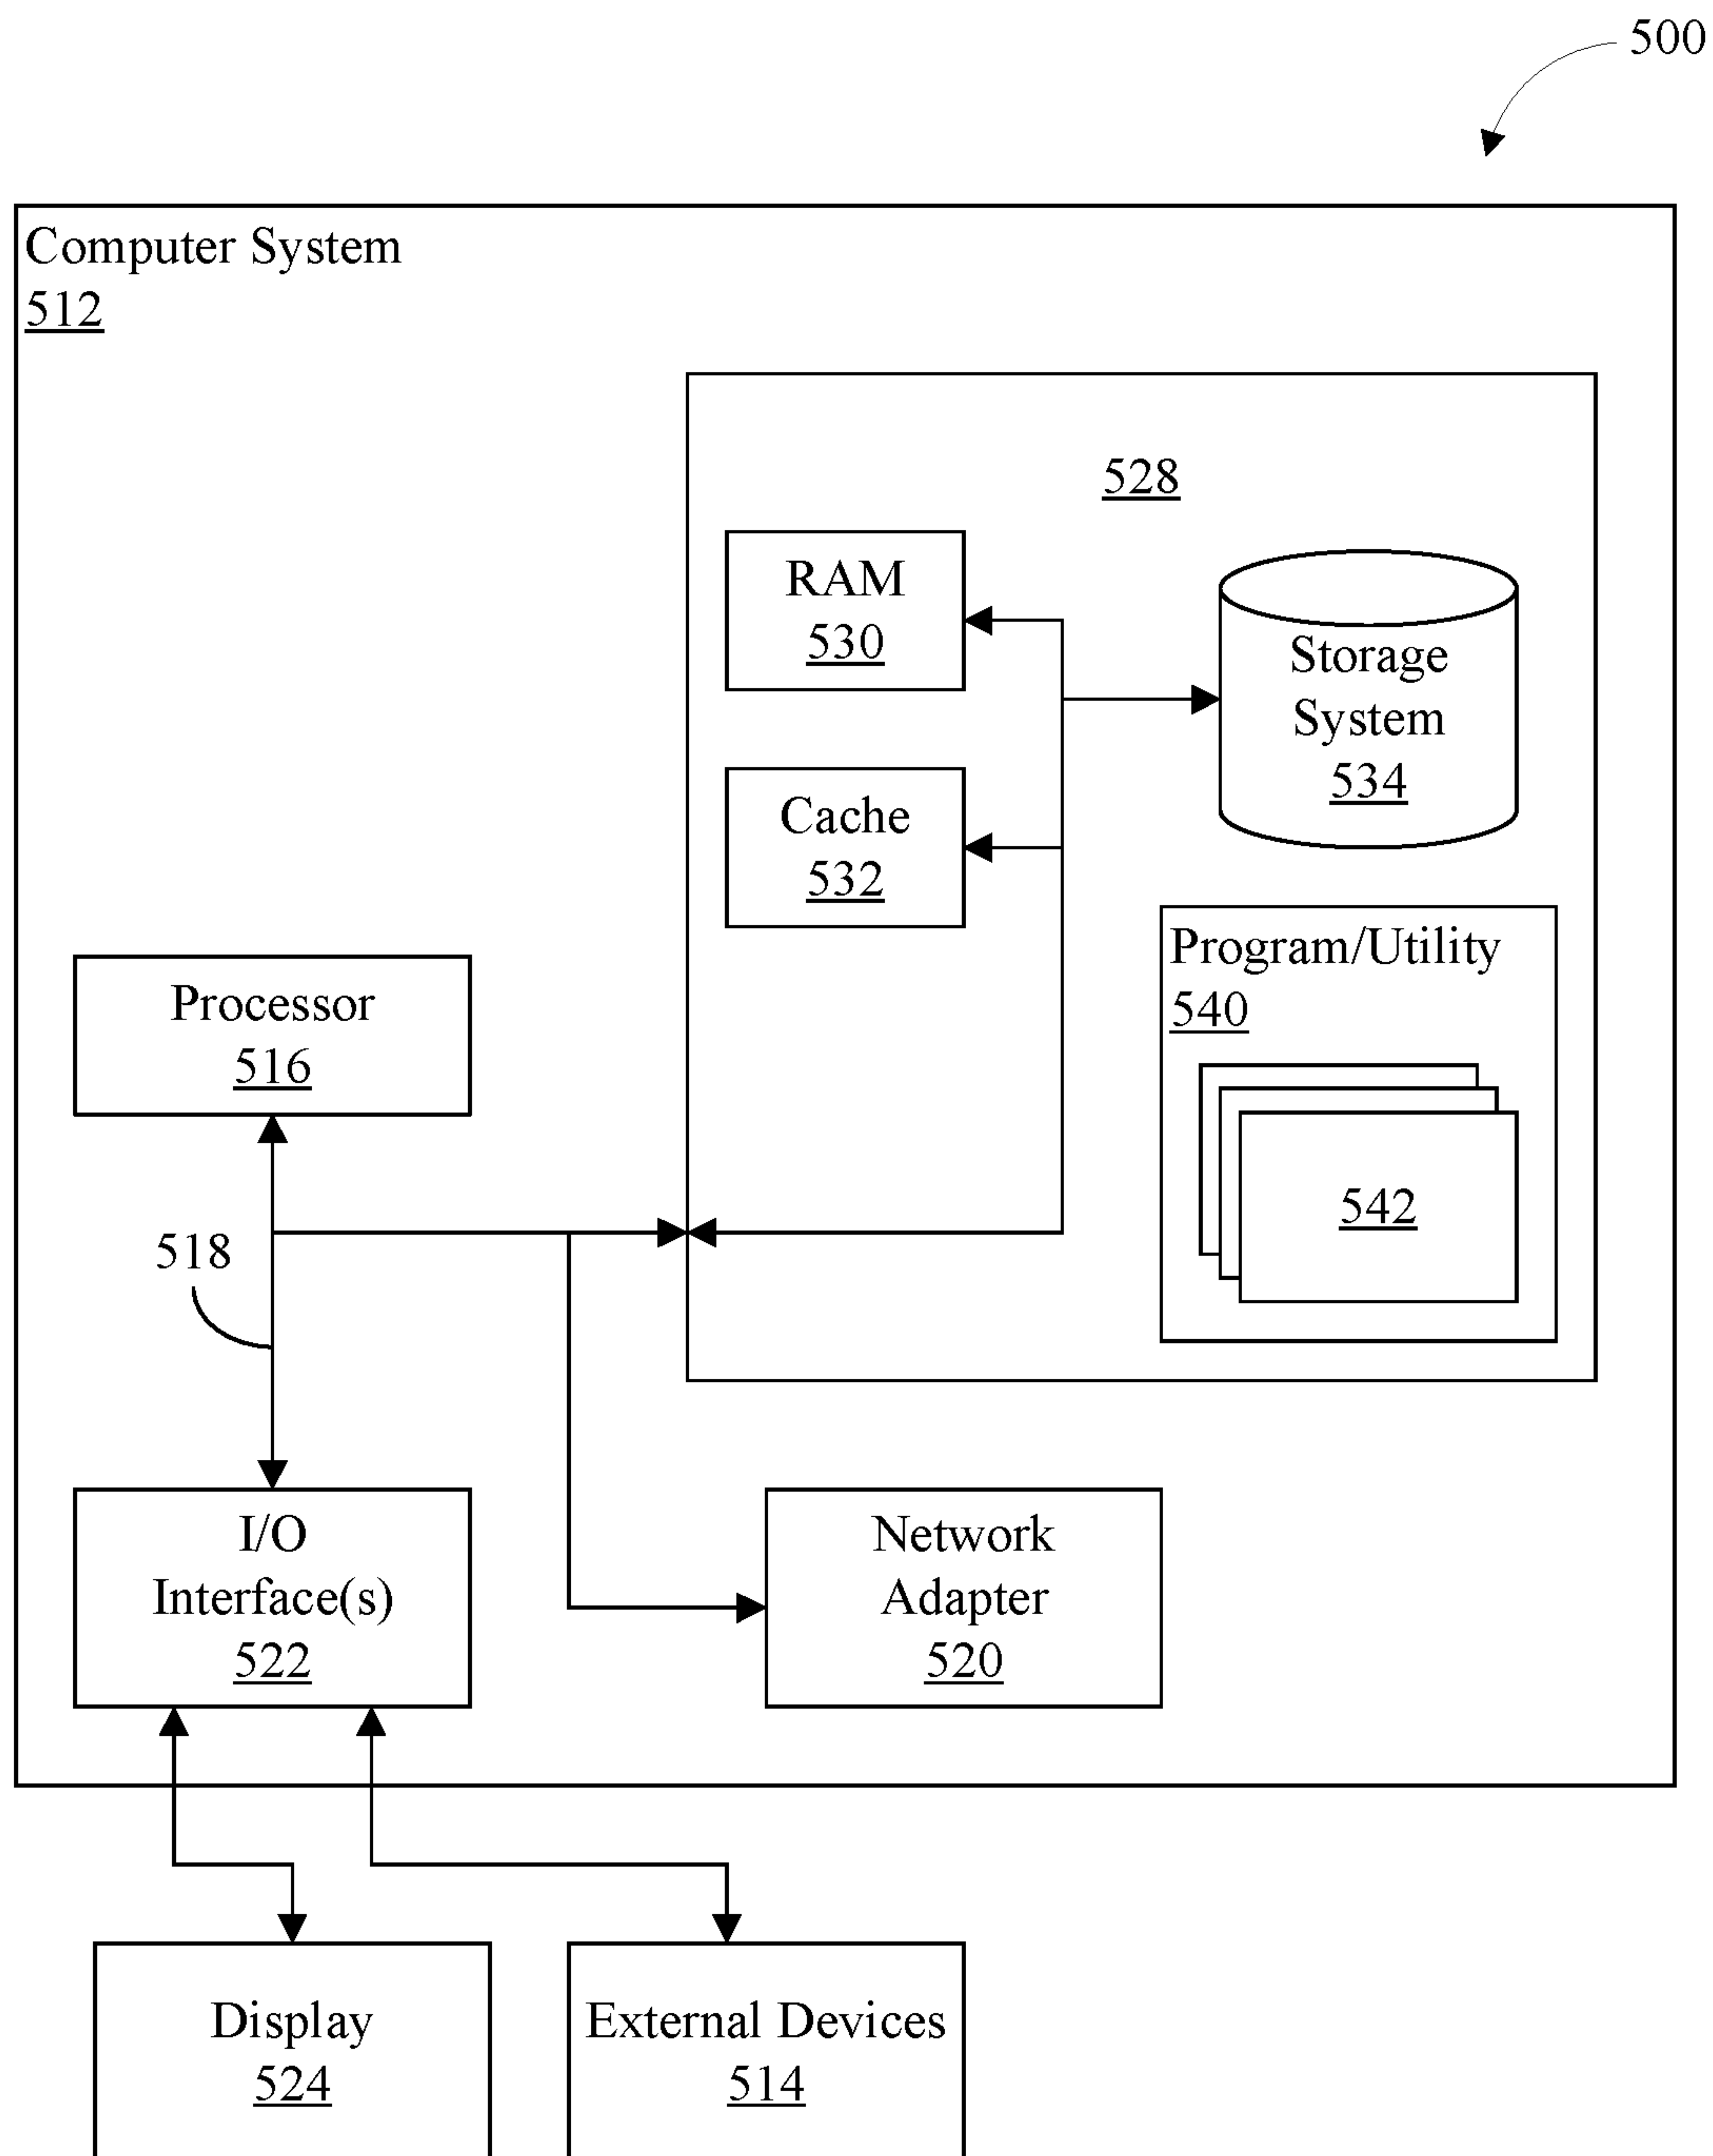 500
Computer System
512
528
RAM
530
Storage
System
534
Cache
532
Program/Utility
540
Processor
516
542
518
I/O
Interface(s)
522
Network
Adapter
520
Display
524
External Devices
514